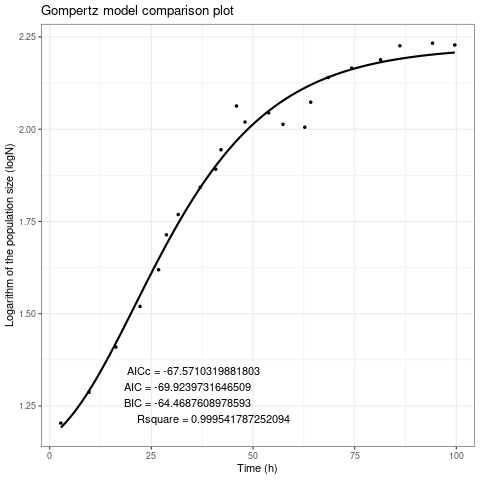 Gompertz model comparison plot
Logarithm of the population size (logN)
2.25
2.00
1.75
1.50
1.25
AICc = -67.5710319881803
AIC = -69.9239731646509
BIC = -64.4687608978593
Rsquare = 0.999541787252094
0 25 50 75 100
Time (h)